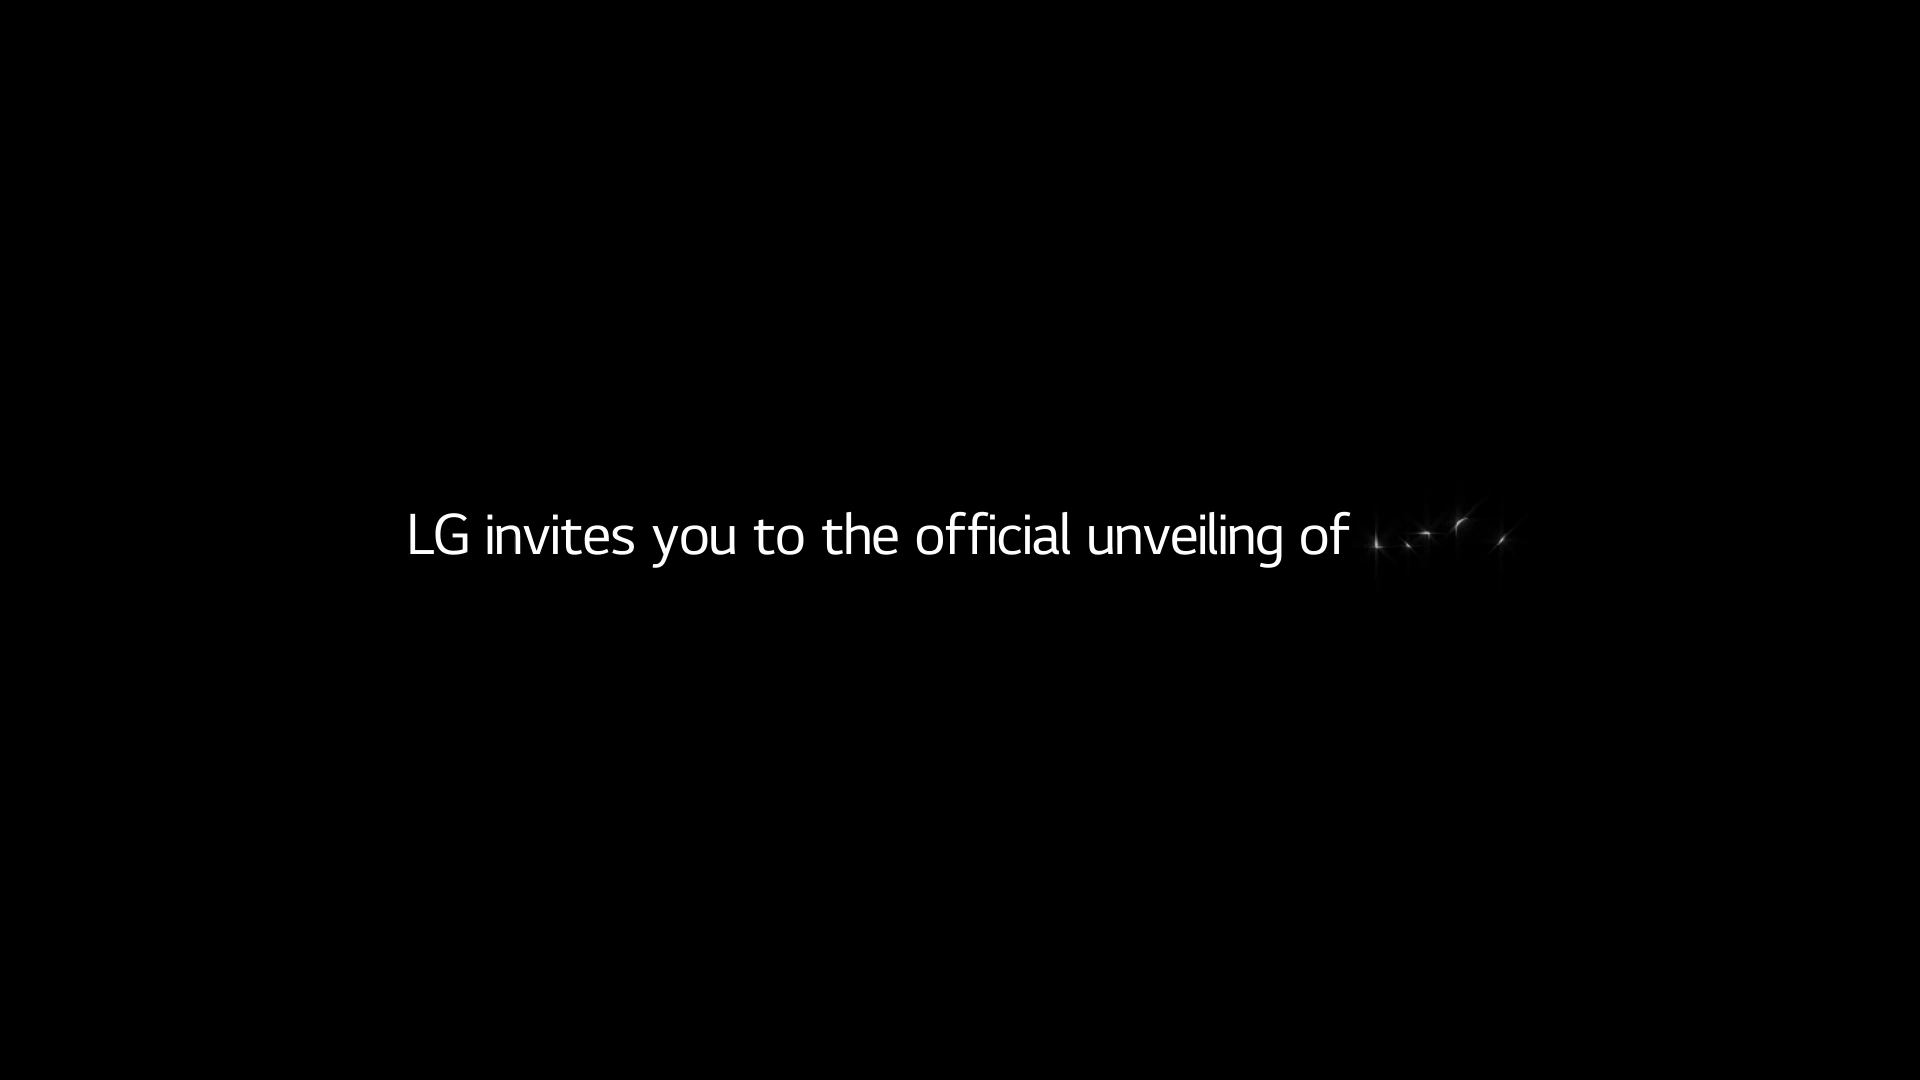 LG invites you to the official unveiling of